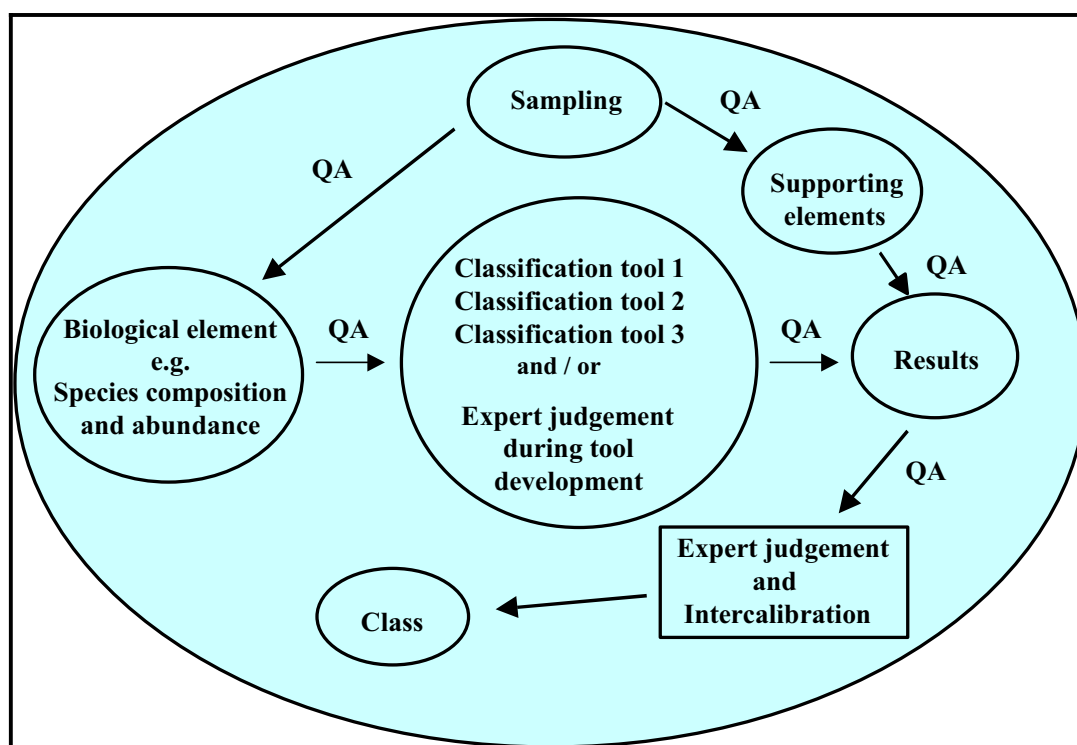 Sampling
QA
QA
Supporting
elements
QA
Biological element
e.g.
Species composition
and abundance
QA
Classification tool 1
Classification tool 2
Classification tool 3
and / or
Expert judgement
during tool
development
QA
Results
QA
Expert judgement
and
Intercalibration
Class